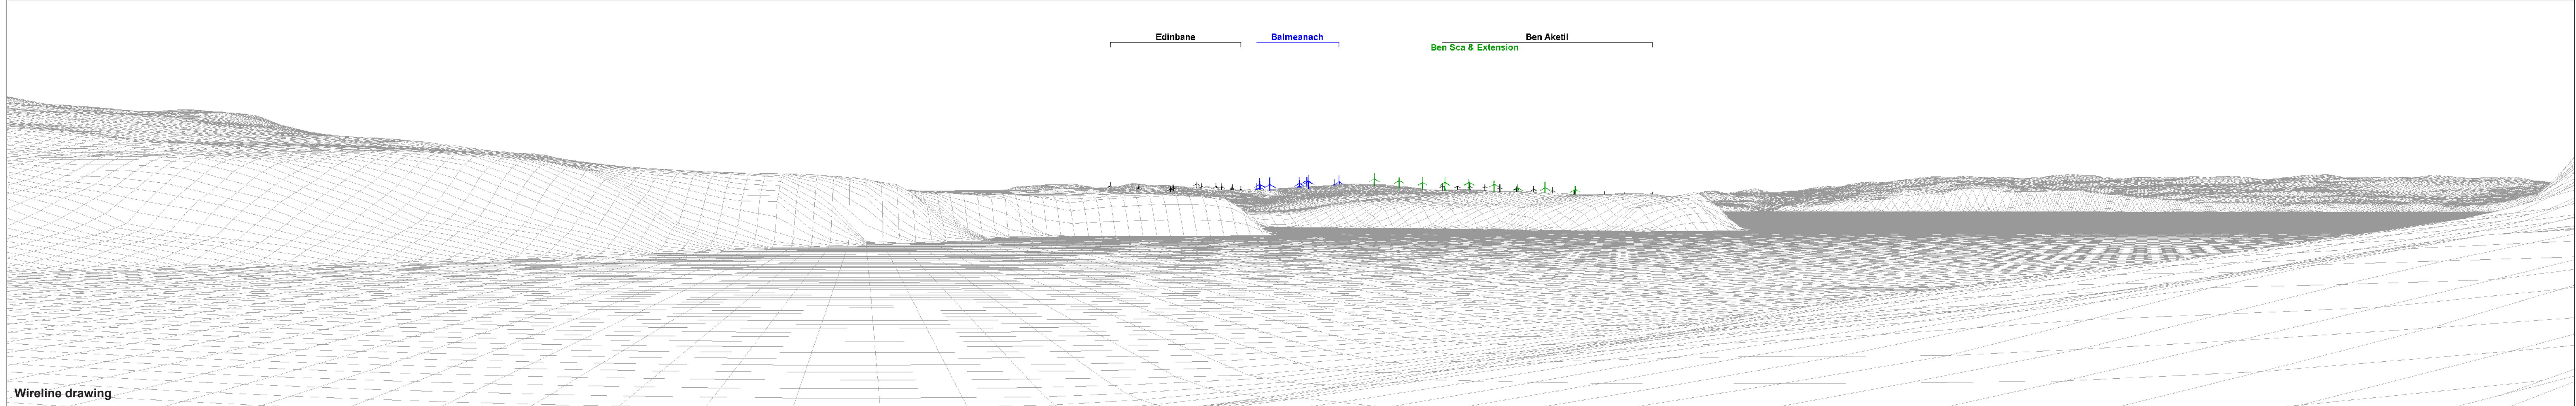 Edinbane
Balmeanach
Ben Aketil
Ben Sca & Extension
Wireline drawing